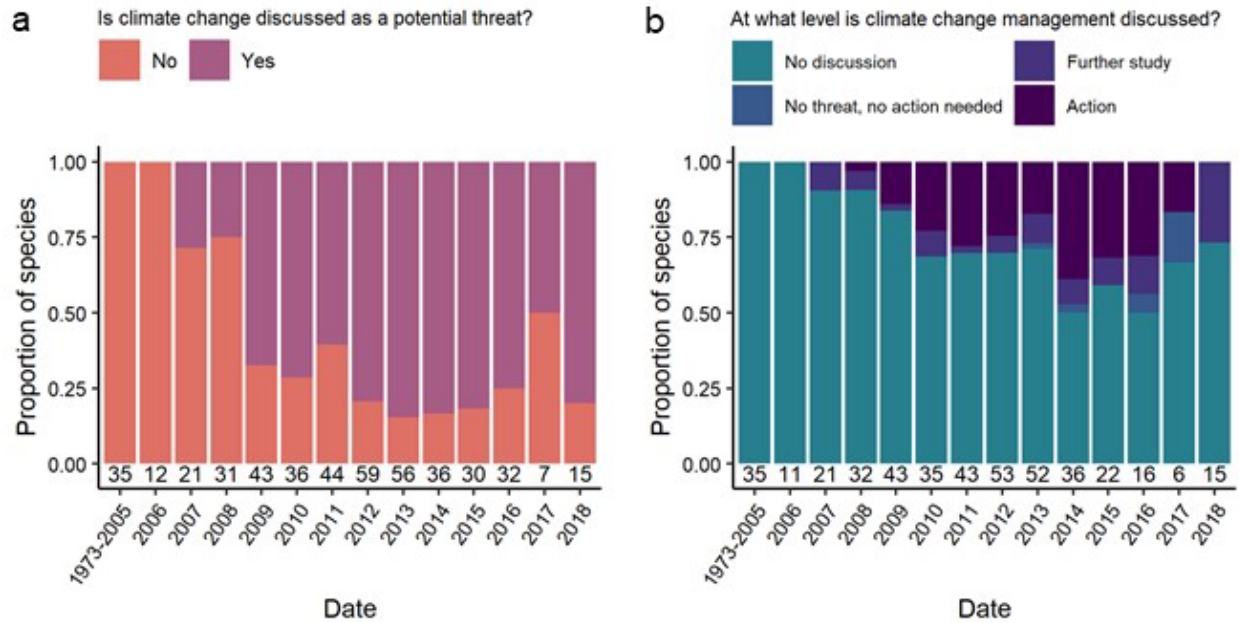 a
Is climate change discussed as a potential threat?
No
Yes
Proportion of species
1.00
0.75
0.50
0.25
0.00
35 12 21 31 43 36 44 59 56 36 30 32 7 15
1973-2005 2006 2007 2008 2009 2010 2011 2012 2013 2014 2015 2016 2017 2018
Date
b
At what level is climate change management discussed?
No discussion
No threat, no action needed
Further study
Action
Proportion of species
1.00
0.75
0.50
0.25
0.00
35 11 21 32 43 35 43 53 52 36 22 16 6 15
1973-2005 2006 2007 2008 2009 2010 2011 2012 2013 2014 2015 2016 2017 2018
Date